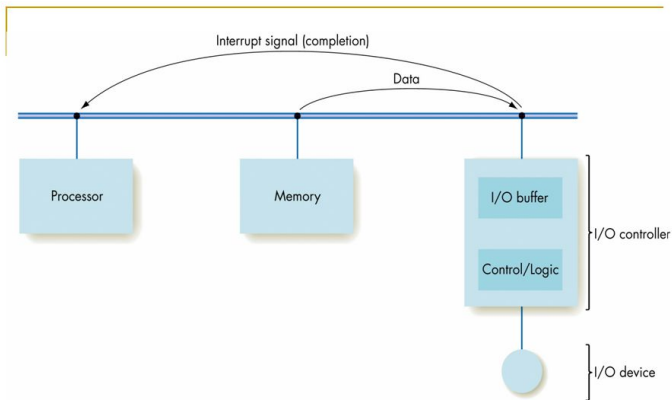 Interrupt signal (completion)
Data
Processor
Memory
I/O buffer
Control/Logic
I/O controller
I/O device